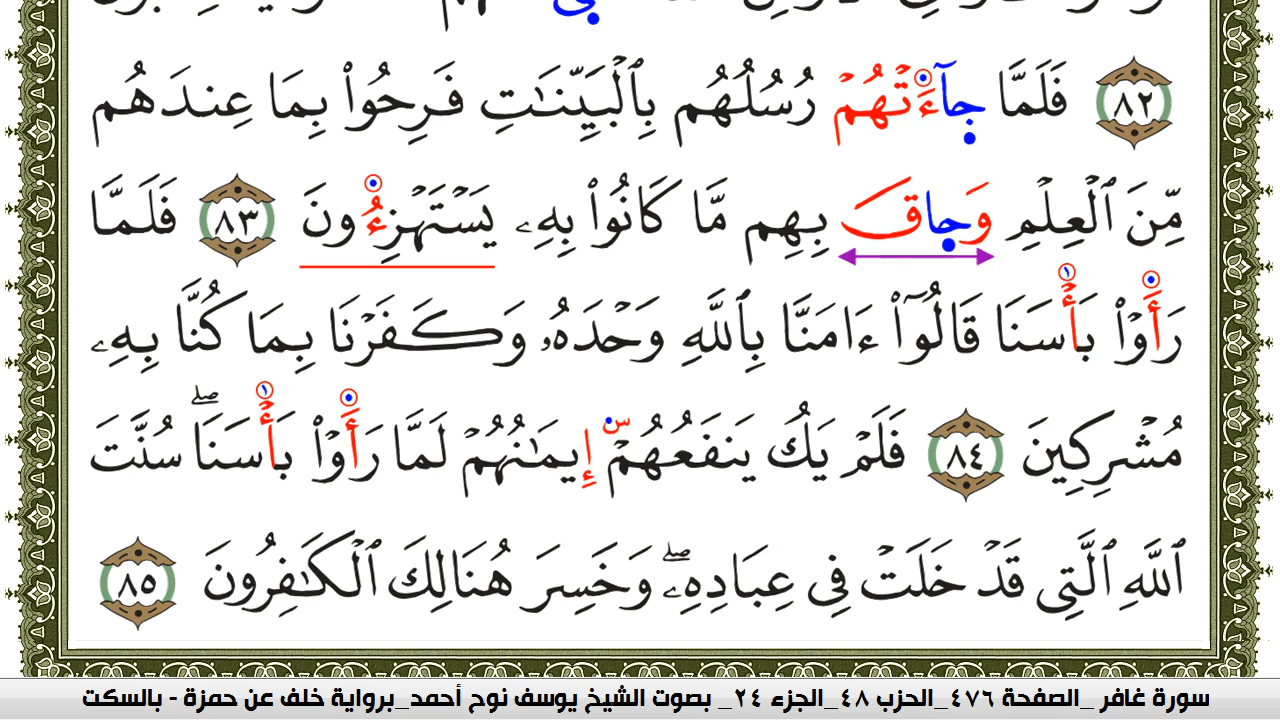 ۝٨٢ فَلَمَّا جَآءَتْهُمْ رُسُلُهُم بِٱلْبَيِّنَـٰتِ فَرِحُوا۟ بِمَا عِندَهُم
مِّنَ ٱلْعِلْمِ وَحَاقَ بِهِم مَّا كَانُوا۟ بِهِۦ يَسْتَهْزِءُونَ ۝٨٣ فَلَمَّا
رَأَوْا۟ بَأْسَنَا قَالُوٓا۟ ءَامَنَّا بِٱللَّهِ وَحْدَهُۥ وَكَفَرْنَا بِمَا كُنَّا بِهِۦ
مُشْرِكِينَ ۝٨٤ فَلَمْ يَكُ يَنفَعُهُمْ إِيمَـٰنُهُمْ لَمَّا رَأَوْا۟ بَأْسَنَا ۖ سُنَّتَ
ٱللَّهِ ٱلَّتِى قَدْ خَلَتْ فِى عِبَادِهِۦ ۖ وَخَسِرَ هُنَالِكَ ٱلْكَـٰفِرُونَ ۝٨٥
سورة غافر _الصفحة ٤٧٦_الحزب ٤٨_الجزء ٢٤_ بصوت الشيخ يوسف نوح أحمد_برواية خلف عن حمزة - بالسكت